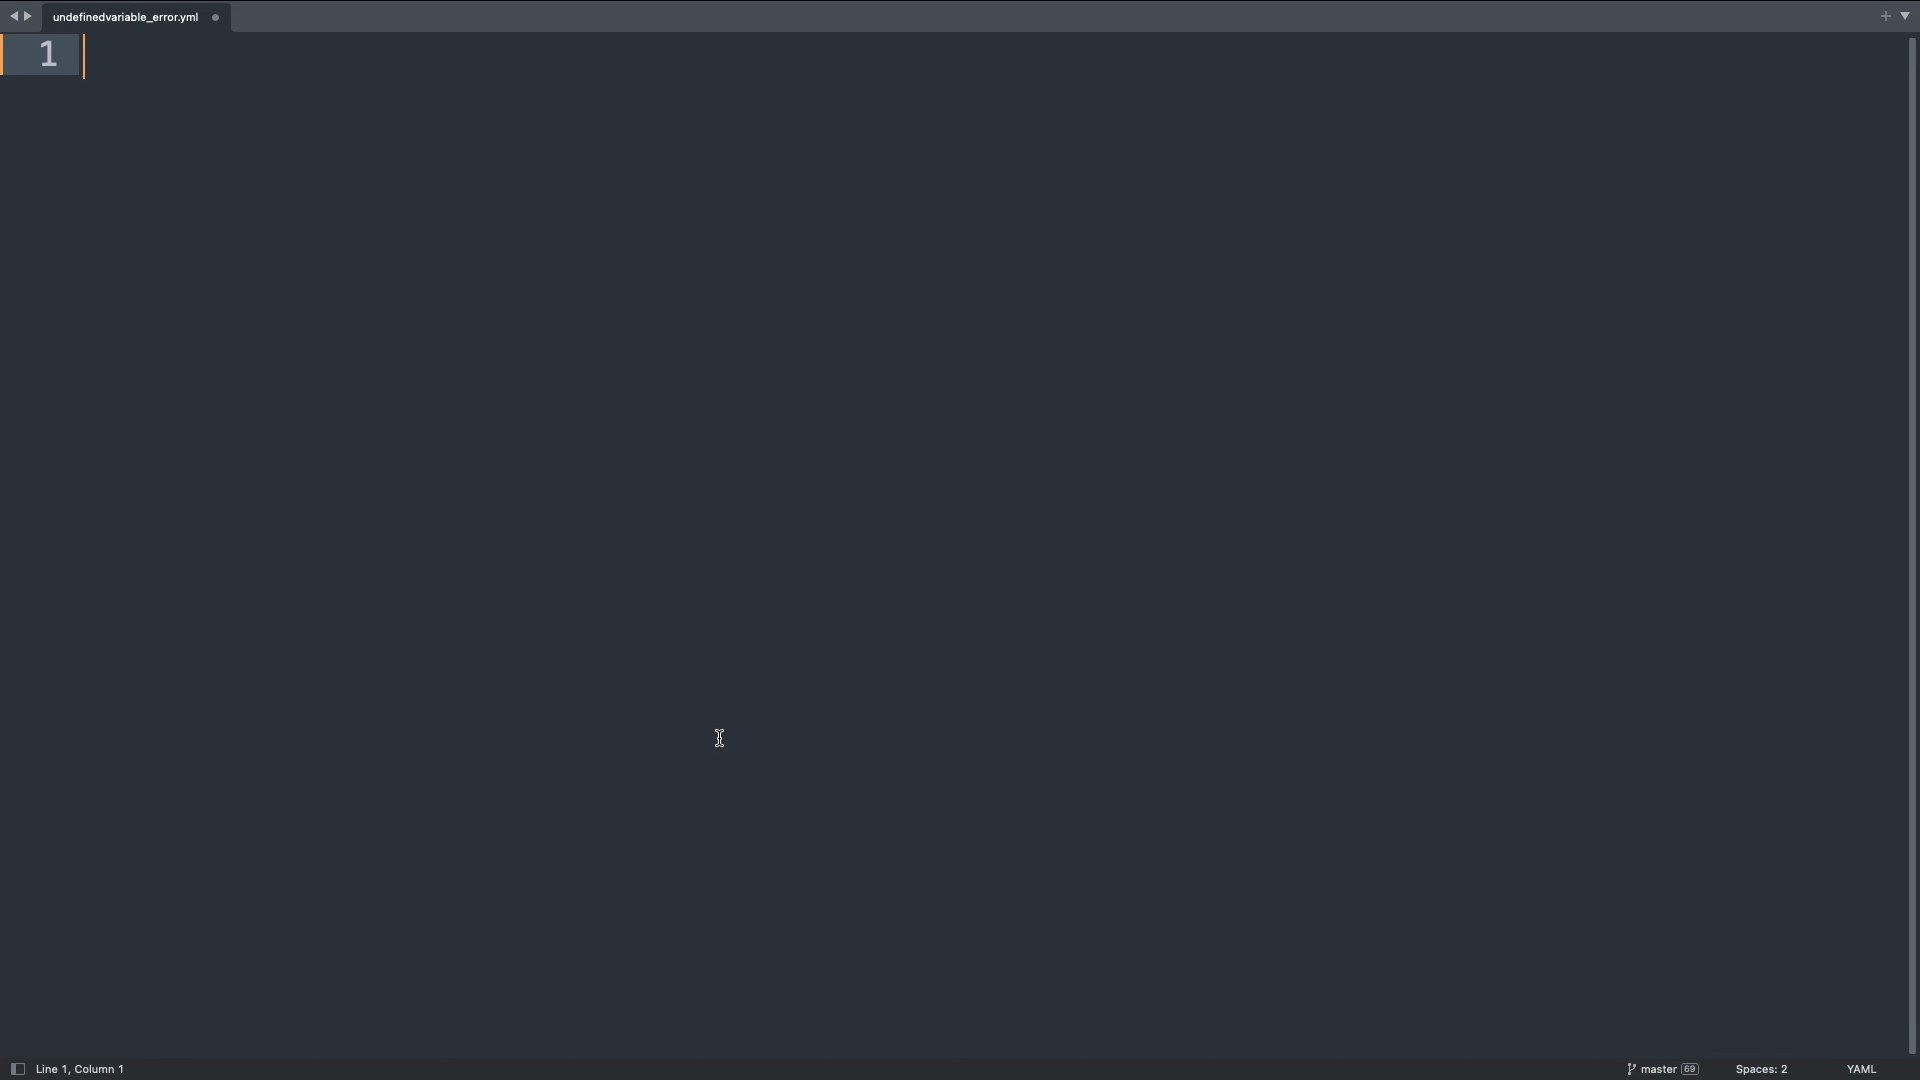 undefinedvariable_error.yml
1
Line 1, Column 1
master 69
Spaces: 2
YAML